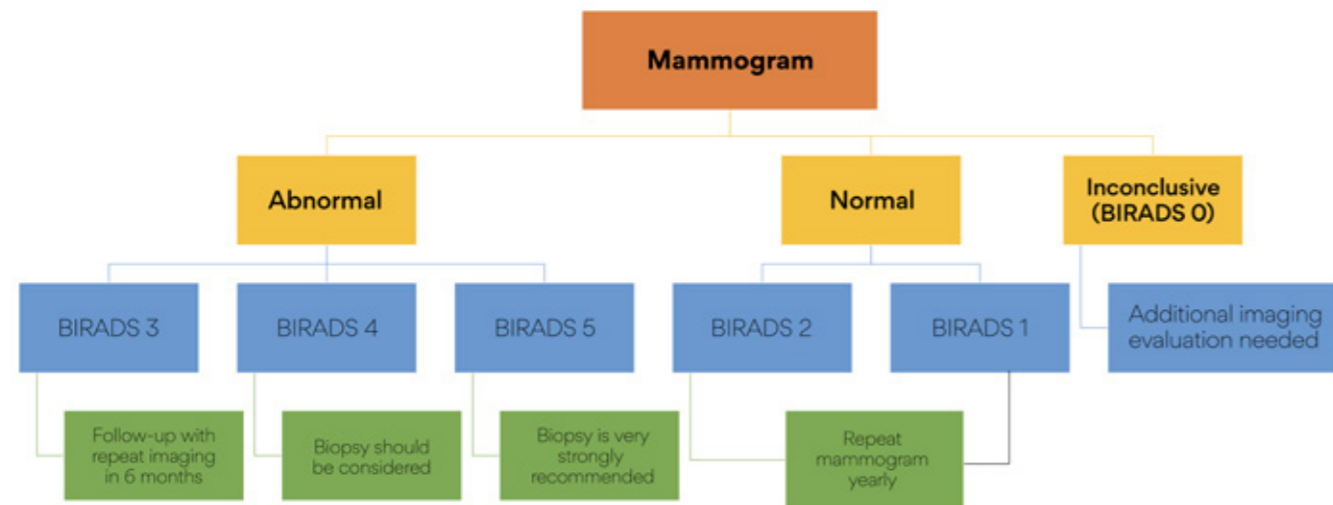 Mammogram
Abnormal
Normal
Inconclusive
(BIRADS 0)
BIRADS 3
BIRADS 4
BIRADS 5
BIRADS 2
BIRADS 1
Additional imaging
evaluation needed
Follow-up with
repeat imaging
in 6 months
Biopsy should
be considered
Biopsy is very
strongly
recommended
Repeat
mammogram
yearly